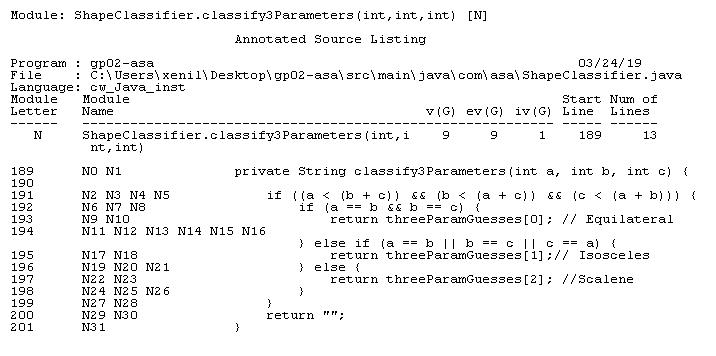 Module: ShapeClassifier.classify3Parameters(int,int,int) [N]
Annotated Source Listing
Program : gp02-asa 03/24/19
File : C:\Users\xenil\Desktop\gp02-asa\src\main\java\com\asa\ShapeClassifier.java
Language: cw_Java_inst
Module Module Start Num of
Letter Name v(G) ev(G) iv(G) Line Lines
------ ------------------------------------------- ----- ------
N ShapeClassifier.classify3Parameters(int,i 9 9 1 189 13
nt,int)
189 N0 N1 private String classify3Parameters(int a, int b, int c) {
190
191 N2 N3 N4 N5 if ((a < (b + c)) && (b < (a + c)) && (c < (a + b))) {
192 N6 N7 N8 if (a == b && b == c) {
193 N9 N10 return threeParamGuesses[0]; // Equilateral
194 N11 N12 N13 N14 N15 N16
} else if (a == b || b == c || c == a) {
195 N17 N18 return threeParamGuesses[1];// Isosceles
196 N19 N20 N21 } else {
197 N22 N23 return threeParamGuesses[2]; //Scalene
198 N24 N25 N26 }
199 N27 N28 }
200 N29 N30 return "";
201 N31 }